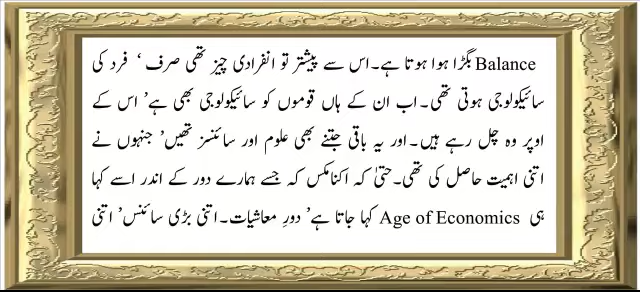 Balance بگڑا ہوا ہوتا ہے۔اس سے پیشتر تو انفرادی چیز تھی صرف ‘ فرد کی
سائیکولوجی ہوتی تھی۔اب ان کے ہاں قوموں کو سائیکولوجی بھی ہے’ اس کے
اوپر وہ چل رہے ہیں۔اور یہ باقی جتنے بھی علوم اور سائنسز تھیں’ جنہوں نے
اتنی اہمیت حاصل کی تھی۔حتیٰ کہ اکنامکس کہ جسے ہمارے دور کے اندر اسے کہا
ہی Age of Economics کہا جاتا ہے’ دورِ معاشیات۔اتنی بڑی سائنس’ اتنی